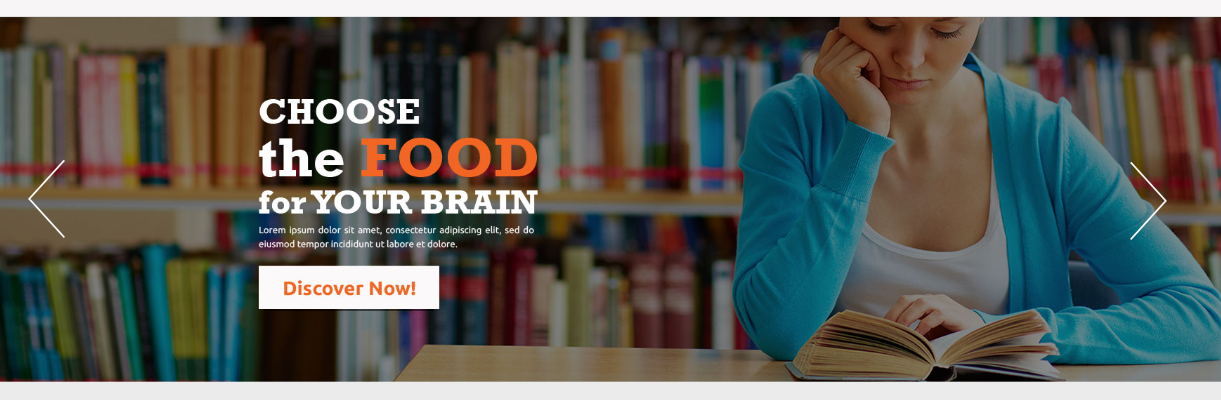 CHOOSE
the FOOD
for YOUR BRAIN
Lorem ipsum dolor sit amet, consectetur adipiscing elit, sed do
eiusmod tempor incididunt ut labore et dolore.
Discover Now!